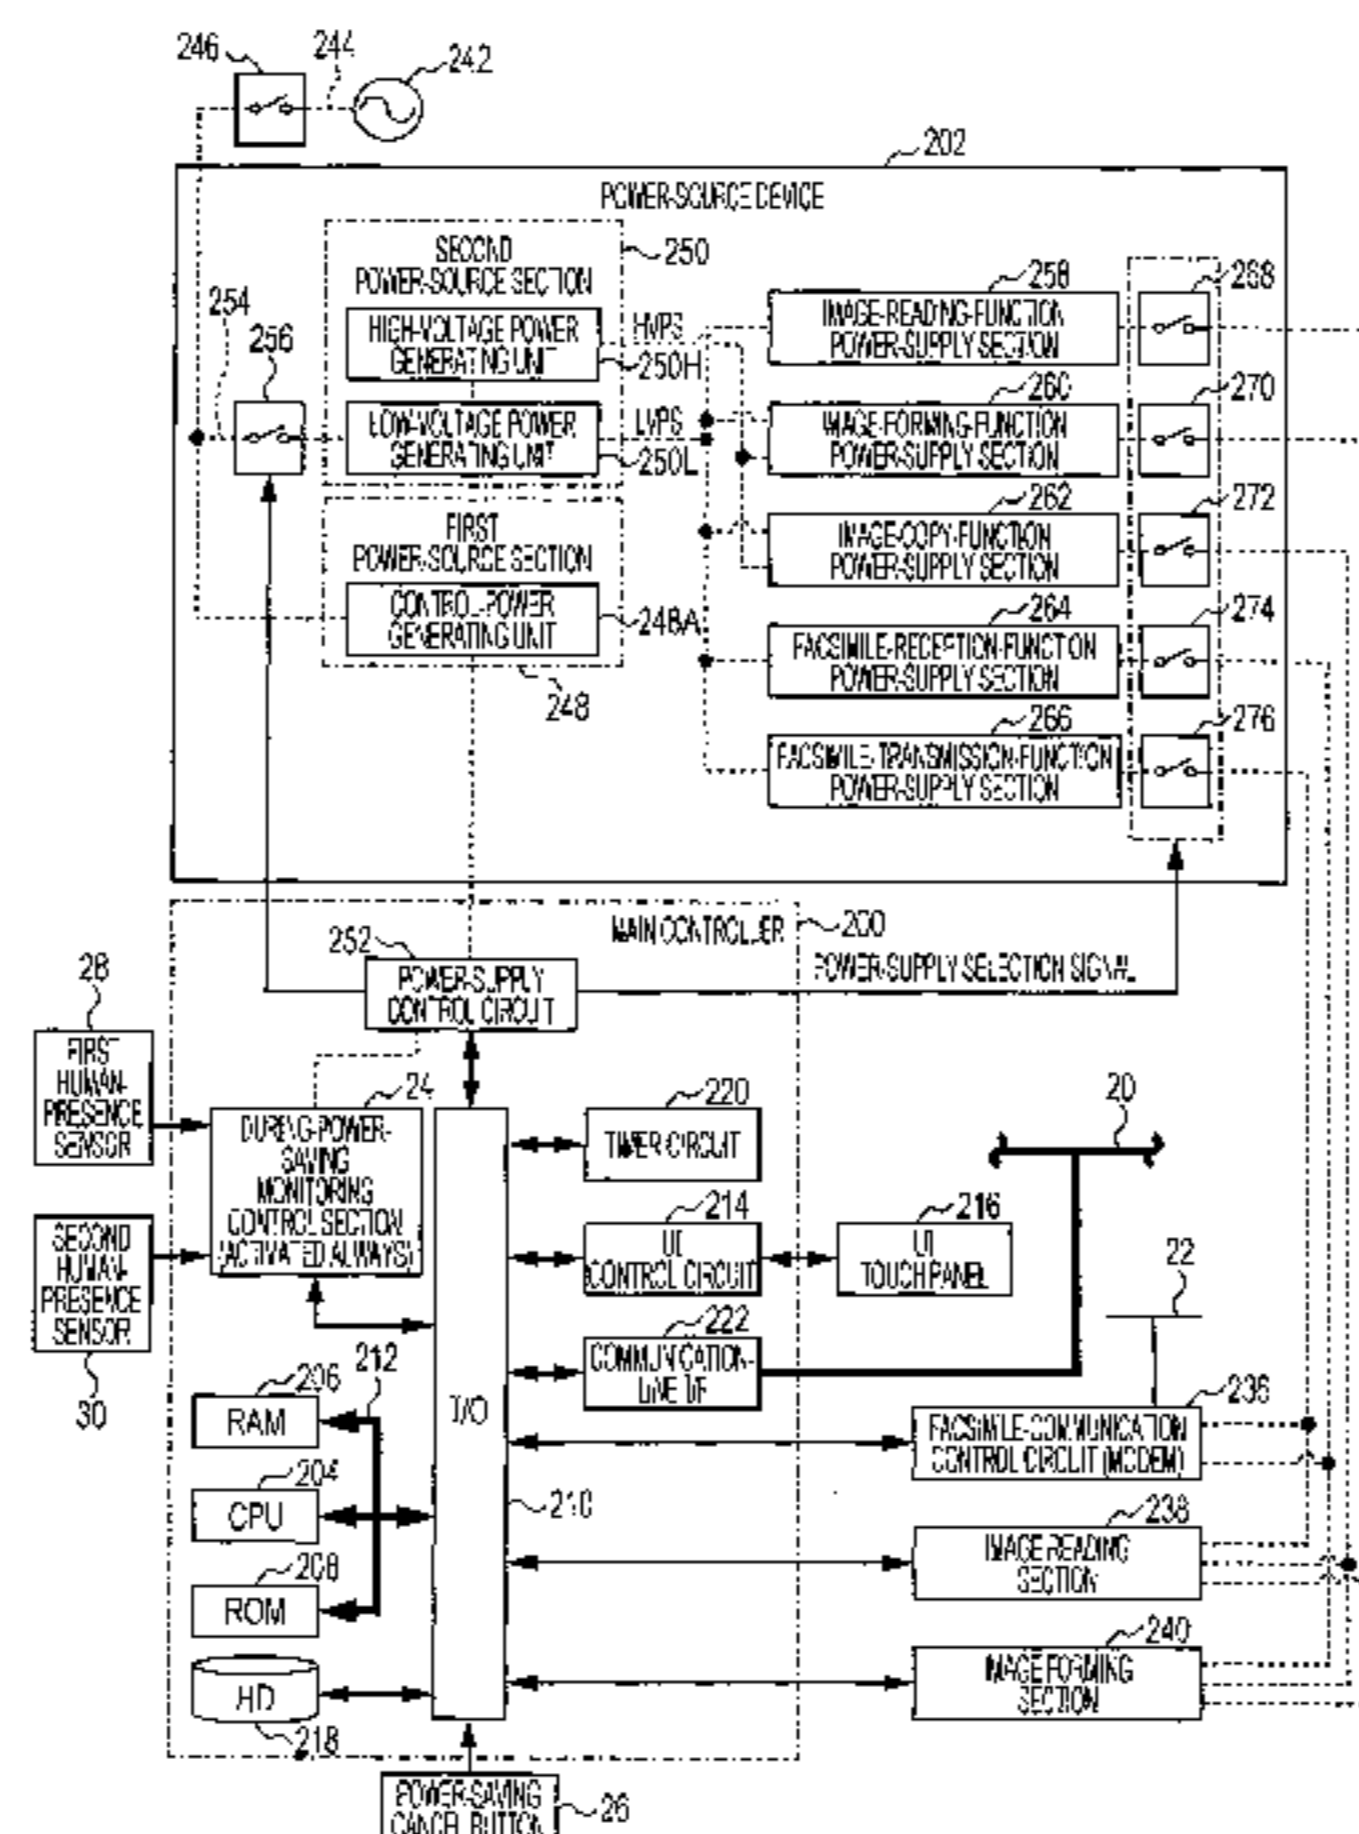 246
244
242
202
POWER-SOURCE DEVICE
SECOND
POWER-SOURCE SECTION
250
254
256
HIGH-VOLTAGE POWER
GENERATING UNIT
HVPS
250H
LOW-VOLTAGE POWER
GENERATING UNIT
LVPS
250L
FIRST
POWER-SOURCE SECTION
CONTROL-POWER
GENERATING UNIT
248A
248
258
IMAGE-READING-FUNCTION
POWER-SUPPLY SECTION
268
260
IMAGE-FORMING-FUNCTION
POWER-SUPPLY SECTION
270
262
IMAGE-COPY-FUNCTION
POWER-SUPPLY SECTION
272
264
FACSIMILE-RECEPTION-FUNCTION
POWER-SUPPLY SECTION
274
266
FACSIMILE-TRANSMISSION-FUNCTION
POWER-SUPPLY SECTION
276
MAIN CONTROLLER
200
252
POWER-SUPPLY
CONTROL CIRCUIT
POWER-SUPPLY SELECTION SIGNAL
28
FIRST
HUMAN-
PRESENCE
SENSOR
24
DURING-POWER-
SAVING
MONITORING
CONTROL SECTION
(ACTIVATED ALWAYS)
SECOND
HUMAN-
PRESENCE
SENSOR
30
220
TIMER CIRCUIT
214
UI
CONTROL CIRCUIT
216
UI
TOUCH PANEL
20
22
222
COMMUNICATION-
LINE I/F
206
RAM
212
204
CPU
208
ROM
HD
218
I/O
210
236
FACSIMILE-COMMUNICATION
CONTROL CIRCUIT (MODEM)
238
IMAGE READING
SECTION
240
IMAGE FORMING
SECTION
POWER-SAVING
CANCEL BUTTON
26